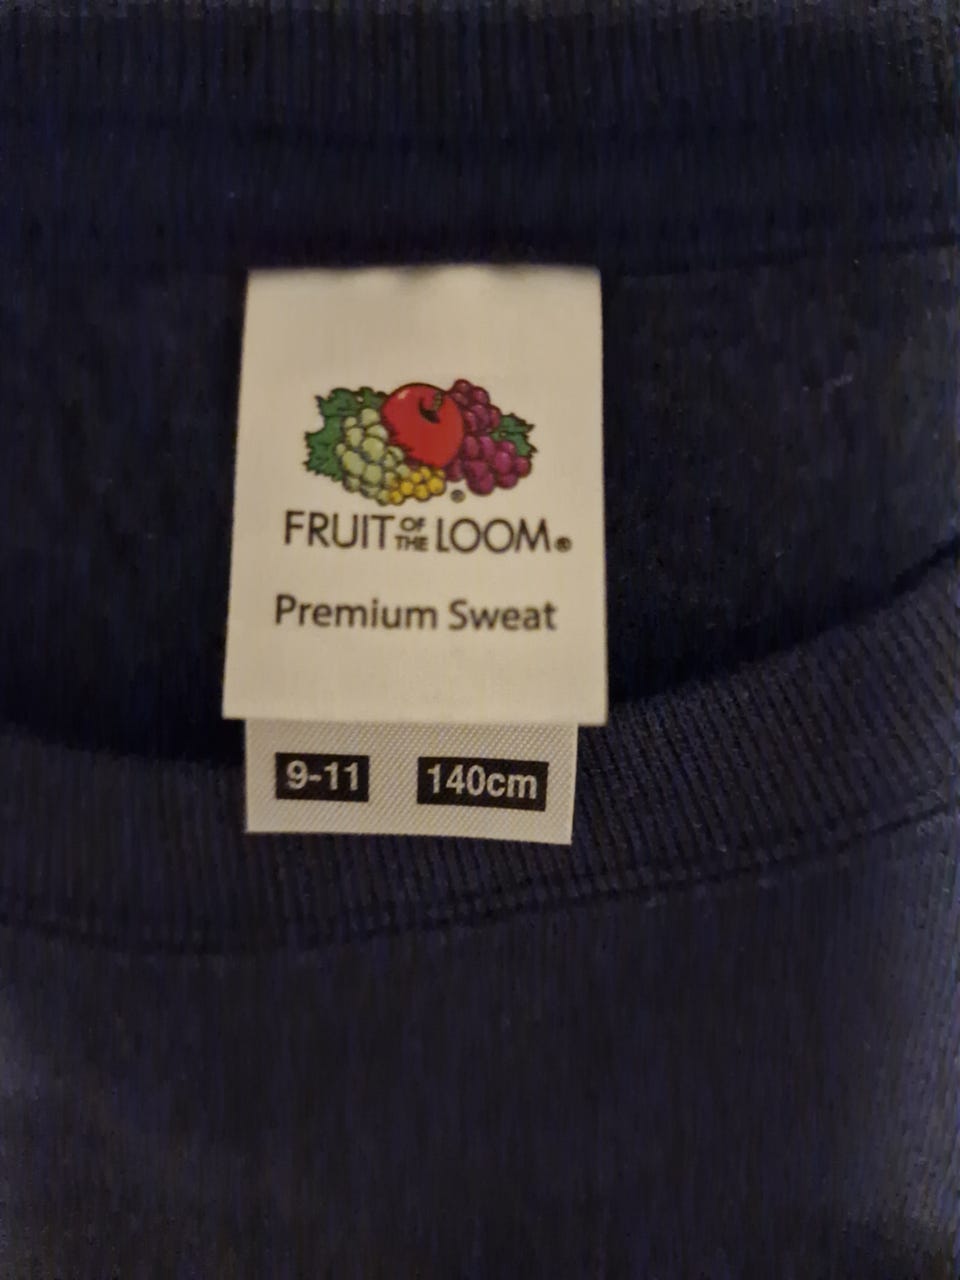 FRUIT OF THE LOOM®
Premium Sweat
9-11 140cm